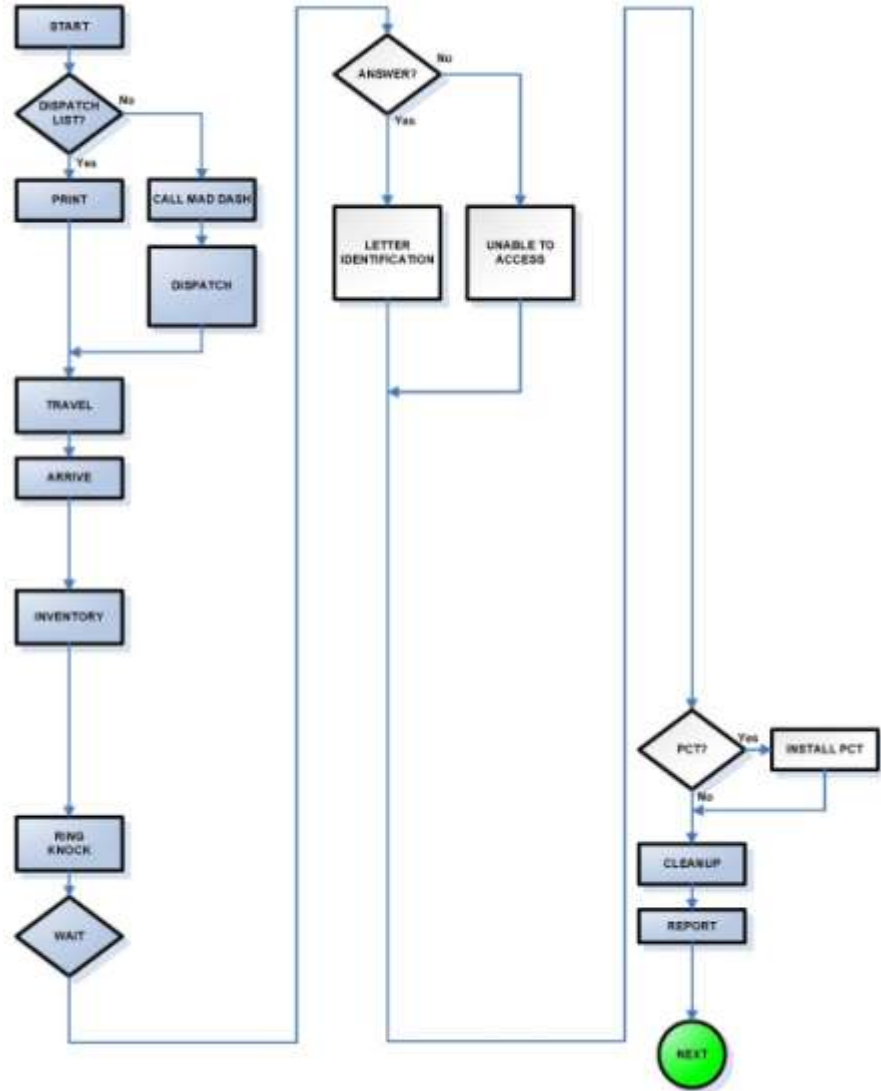 START
DISPATCH
LIST?
No
Yes
PRINT
CALL MAD DASH
DISPATCH
TRAVEL
ARRIVE
INVENTORY
RING
KNOCK
WAIT
ANSWER?
No
Yes
LETTER
IDENTIFICATION
UNABLE TO
ACCESS
PCT?
Yes
INSTALL PCT
No
CLEANUP
REPORT
NEXT